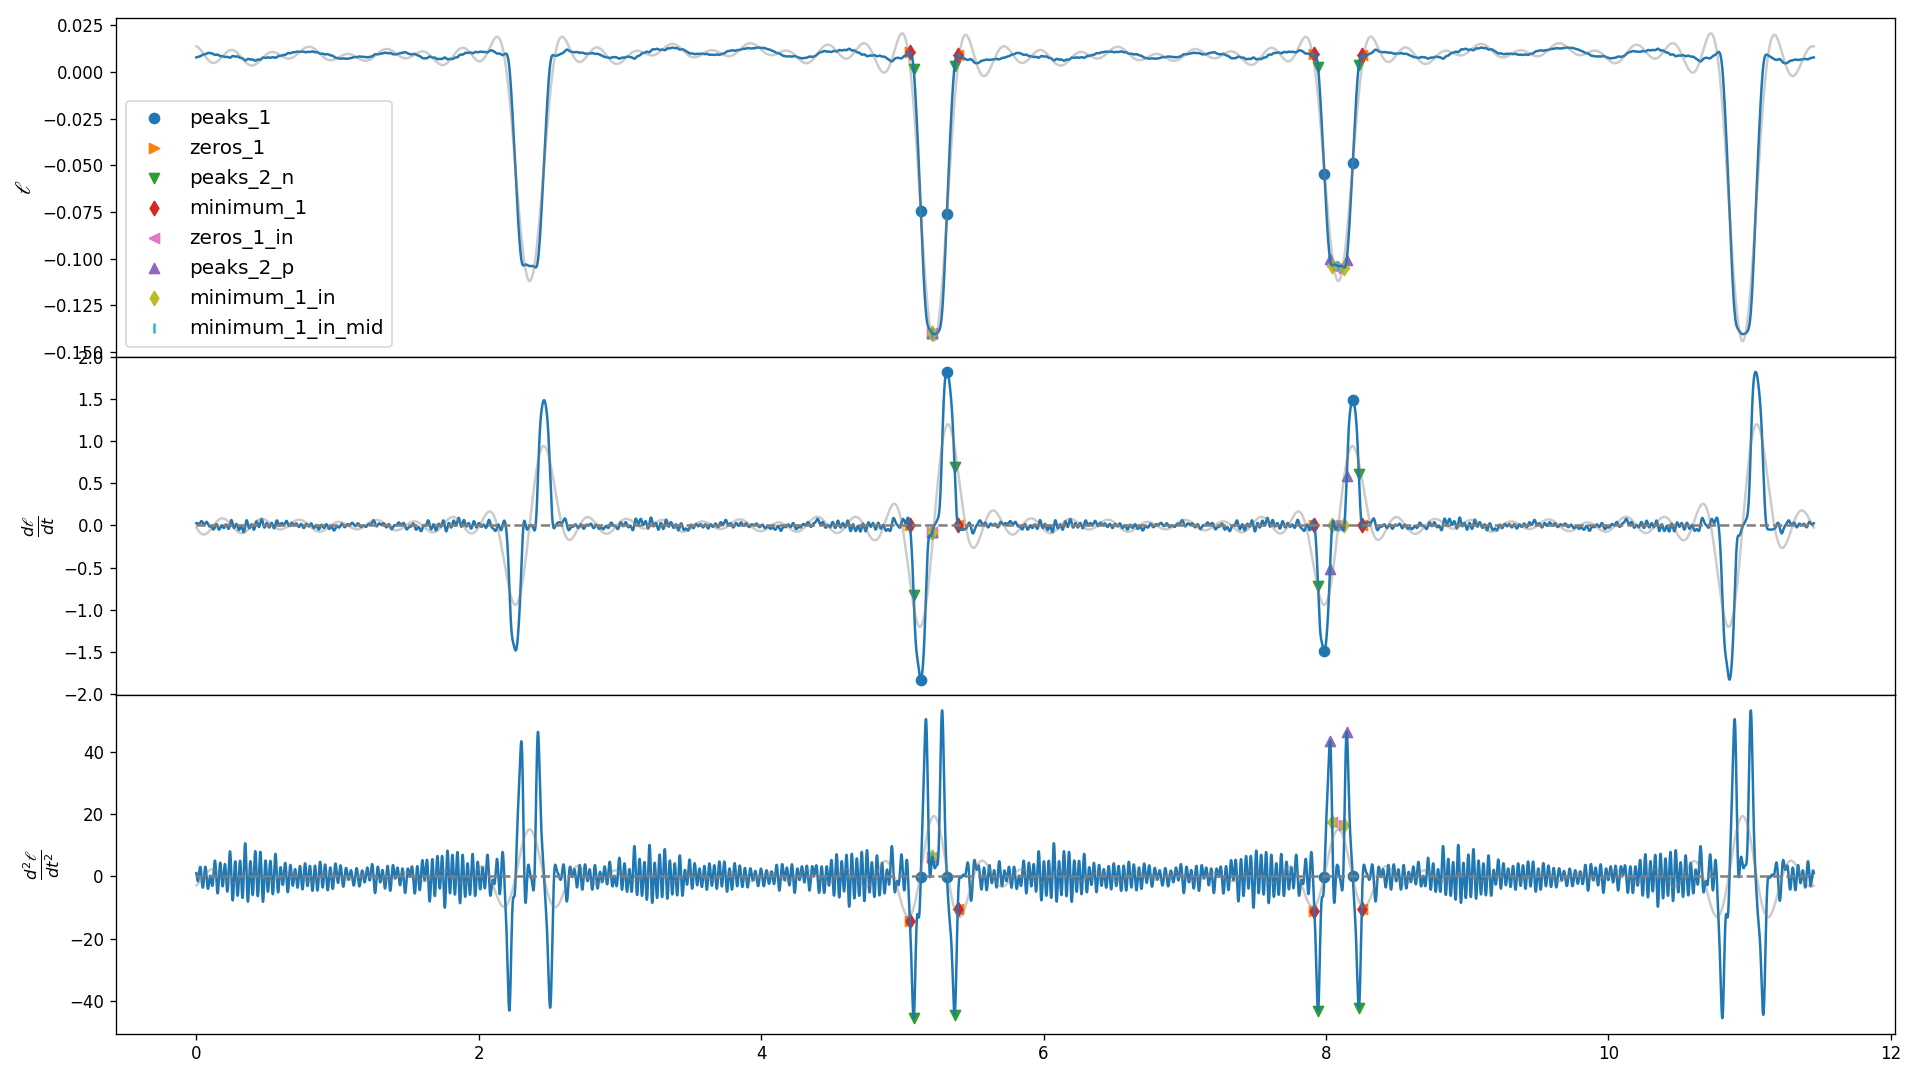 0.025
0.000
−0.025
−0.050
−0.075
−0.100
−0.125
−0.150
ℓ
peaks_1
zeros_1
peaks_2_n
minimum_1
zeros_1_in
peaks_2_p
minimum_1_in
minimum_1_in_mid
2.0
1.5
1.0
0.5
0.0
−0.5
−1.0
−1.5
−2.0
dℓ/dt
40
20
0
−20
−40
d²ℓ/dt²
0 2 4 6 8 10 12